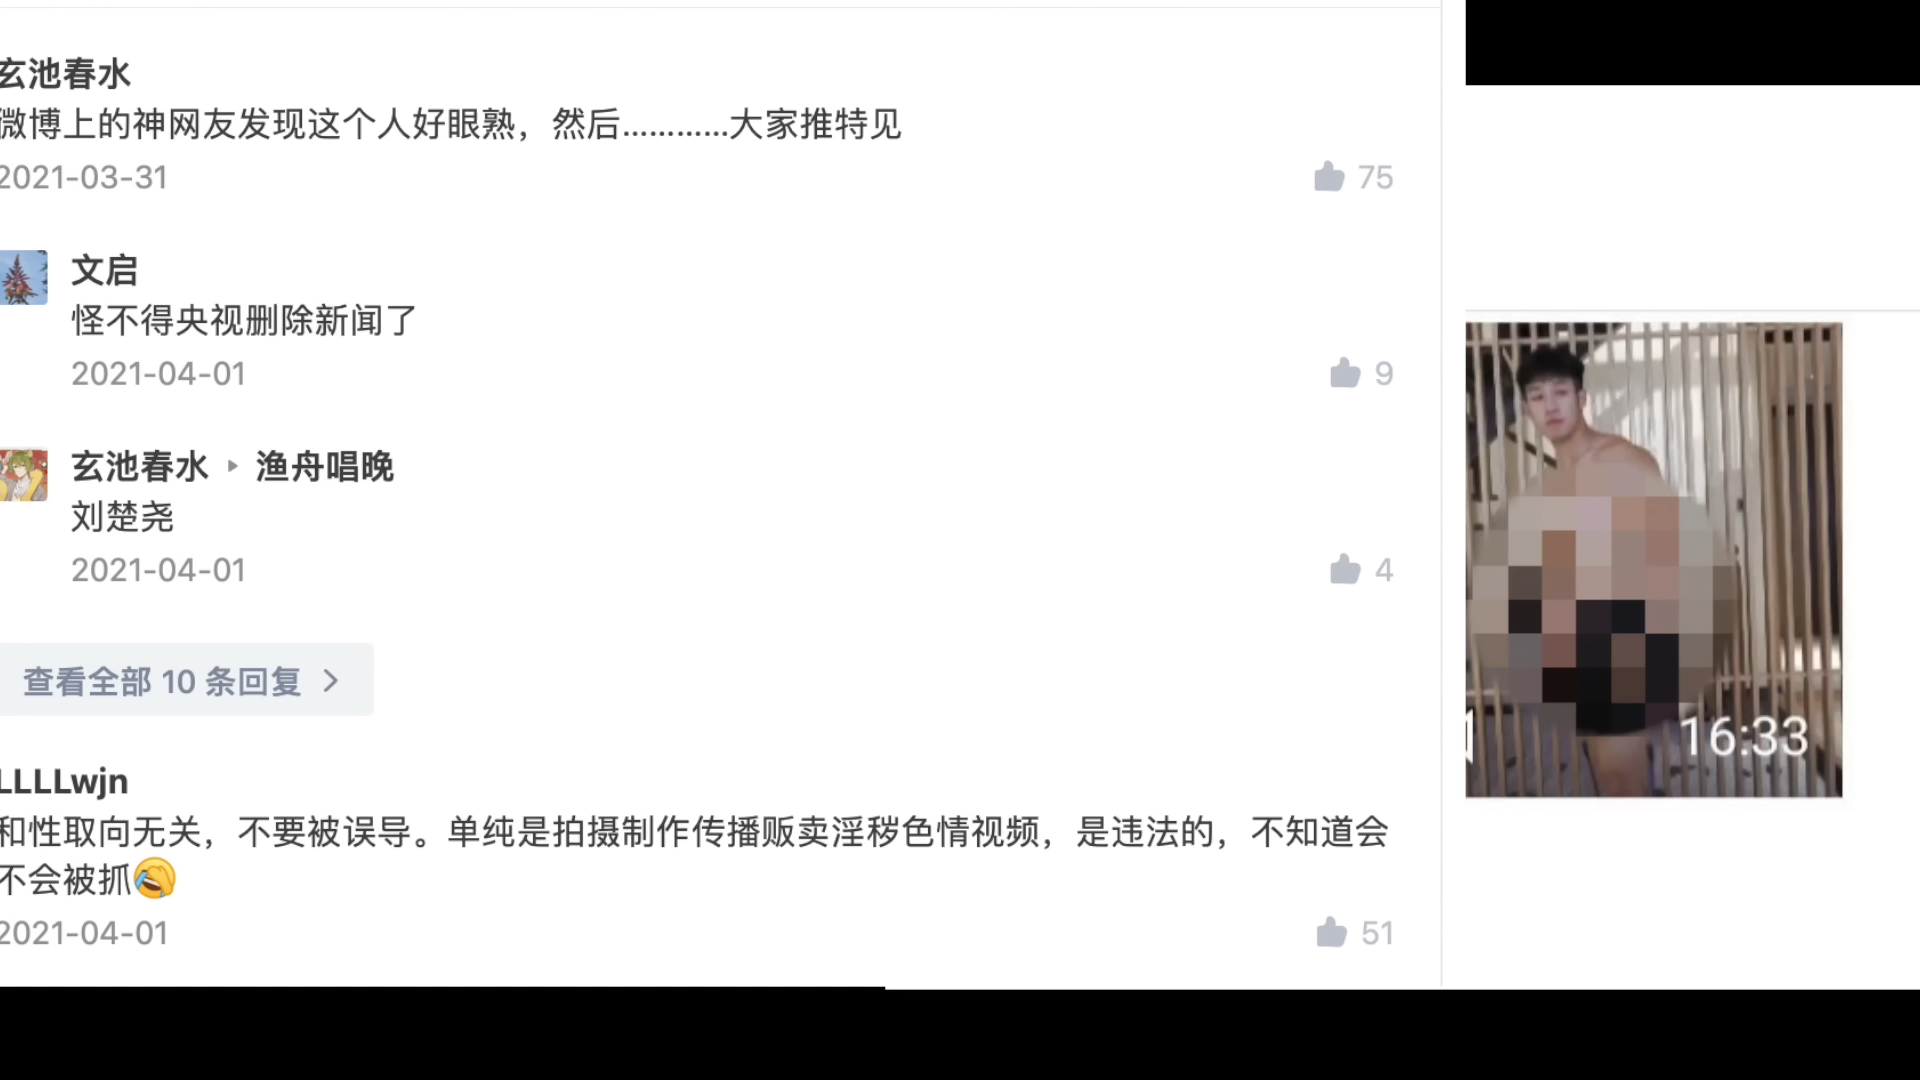 玄池春水
微博上的神网友发现这个人好眼熟，然后…………大家推特见
2021-03-31
75
文启
怪不得央视删除新闻了
2021-04-01
9
玄池春水 ▸ 渔舟唱晚
刘楚尧
2021-04-01
4
查看全部 10 条回复 >
LLLLwjn
和性取向无关，不要被误导。单纯是拍摄制作传播贩卖淫秽色情视频，是违法的，不知道会
不会被抓🤣
2021-04-01
51
16:33